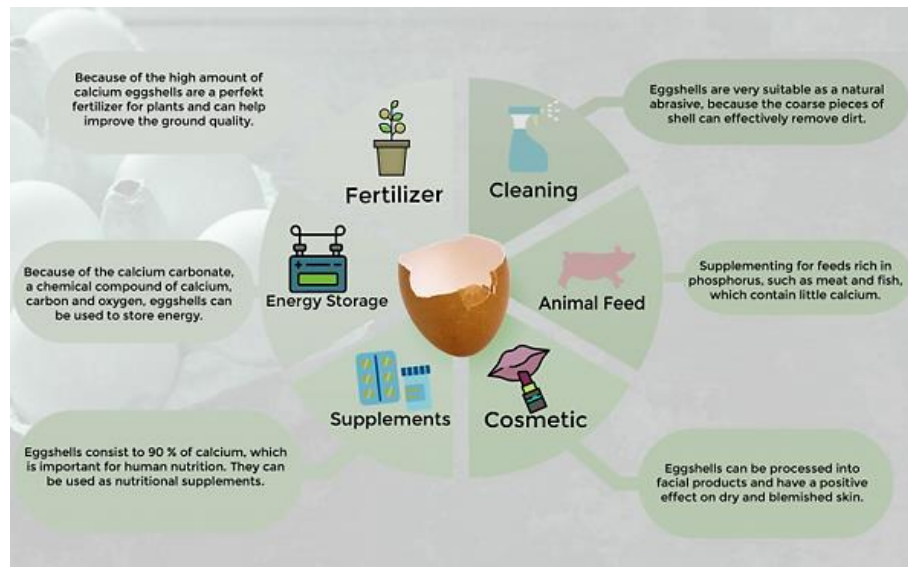 Because of the high amount of
calcium eggshells are a perfekt
fertilizer for plants and can help
improve the ground quality.
Fertilizer
Cleaning
Eggshells are very suitable as a natural
abrasive, because the coarse pieces of
shell can effectively remove dirt.
Because of the calcium carbonate,
a chemical compound of calcium,
carbon and oxygen, eggshells can
be used to store energy.
Energy Storage
Animal Feed
Supplementing for feeds rich in
phosphorus, such as meat and fish,
which contain little calcium.
Supplements
Cosmetic
Eggshells consist to 90 % of calcium, which
is important for human nutrition. They can
be used as nutritional supplements.
Eggshells can be processed into
facial products and have a positive
effect on dry and blemished skin.